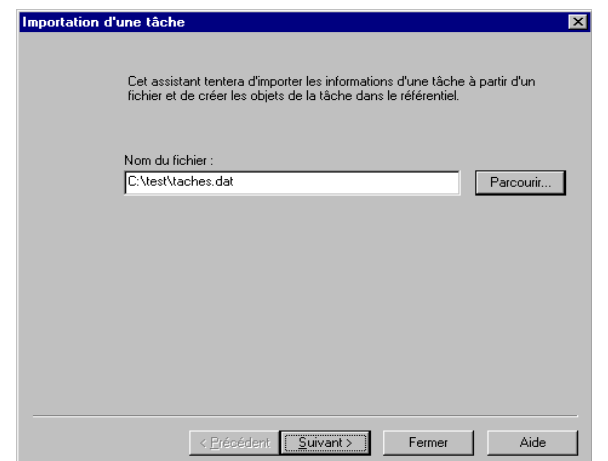 Importation d'une tâche
Cet assistant tentera d'importer les informations d'une tâche à partir d'un
fichier et de créer les objets de la tâche dans le référentiel.
Nom du fichier :
C:\test\taches.dat
Parcourir...
< Précédent
Suivant >
Fermer
Aide